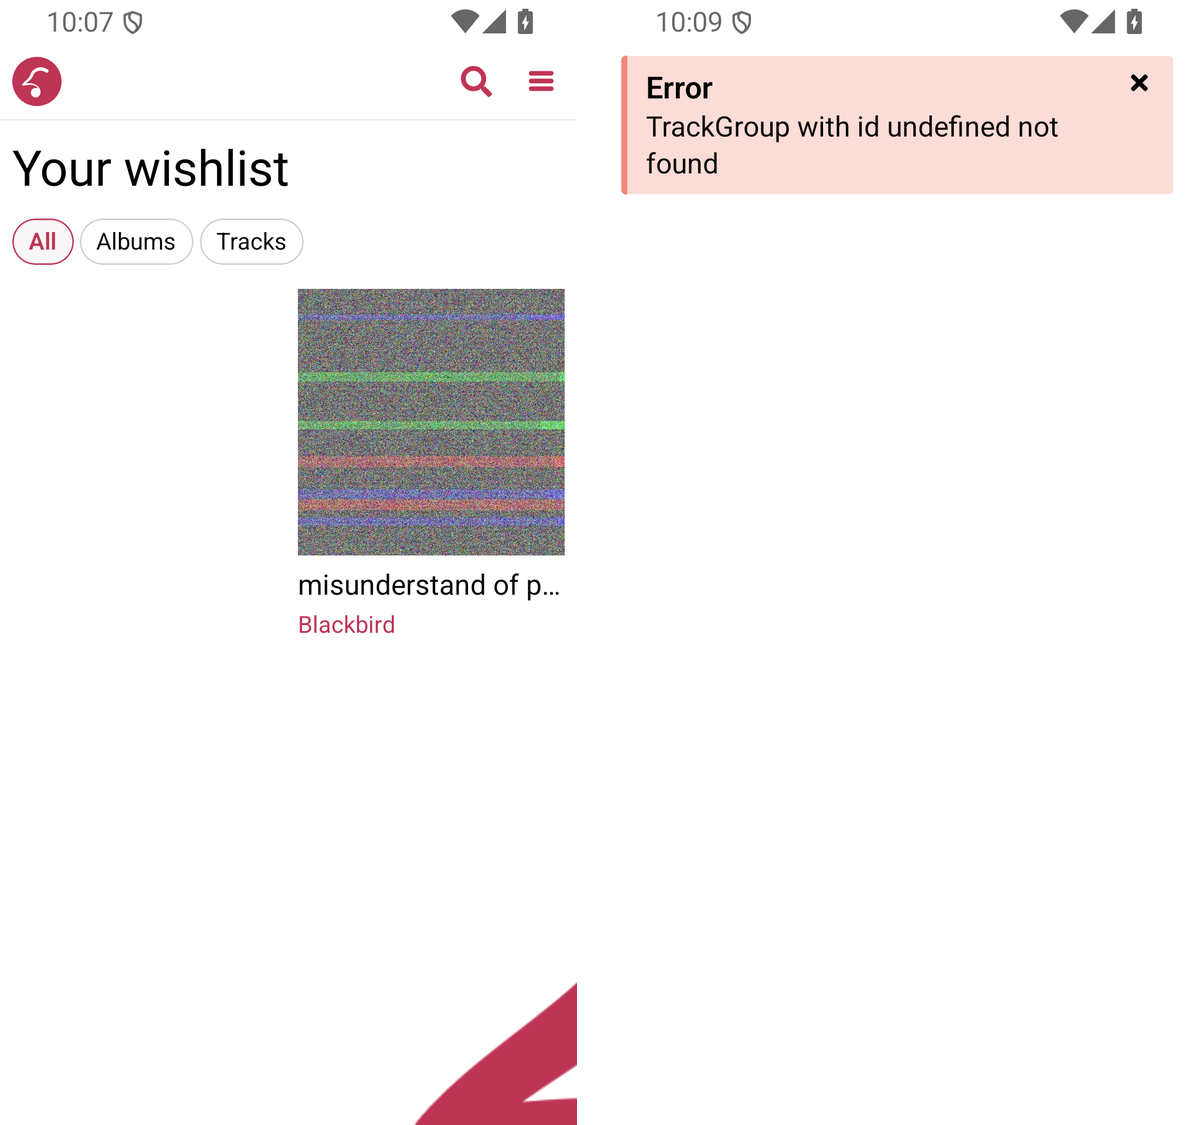 10:07
Your wishlist
All Albums Tracks
misunderstand of p...
Blackbird
10:09
Error
TrackGroup with id undefined not
found